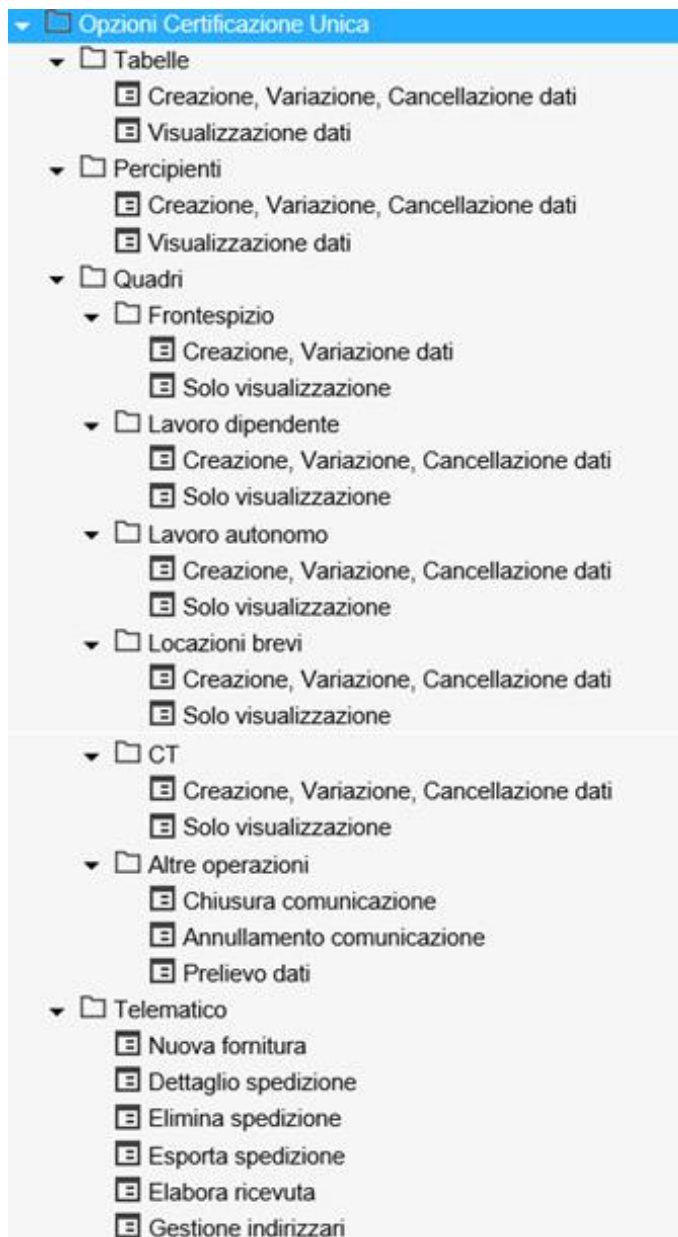 Opzioni Certificazione Unica
Tabelle
Creazione, Variazione, Cancellazione dati
Visualizzazione dati
Percipienti
Creazione, Variazione, Cancellazione dati
Visualizzazione dati
Quadri
Frontespizio
Creazione, Variazione dati
Solo visualizzazione
Lavoro dipendente
Creazione, Variazione, Cancellazione dati
Solo visualizzazione
Lavoro autonomo
Creazione, Variazione, Cancellazione dati
Solo visualizzazione
Locazioni brevi
Creazione, Variazione, Cancellazione dati
Solo visualizzazione
CT
Creazione, Variazione, Cancellazione dati
Solo visualizzazione
Altre operazioni
Chiusura comunicazione
Annullamento comunicazione
Prelievo dati
Telematico
Nuova fornitura
Dettaglio spedizione
Elimina spedizione
Esporta spedizione
Elabora ricevuta
Gestione indirizzari